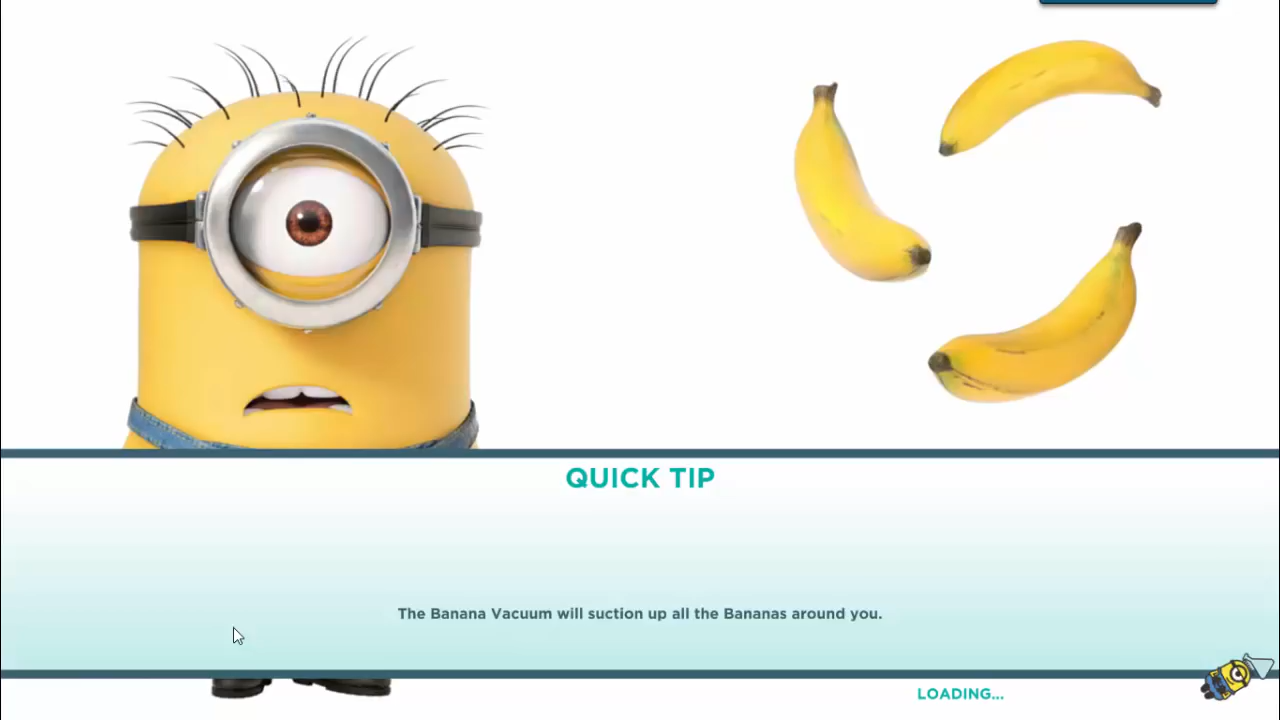 QUICK TIP
The Banana Vacuum will suction up all the Bananas around you.
LOADING...